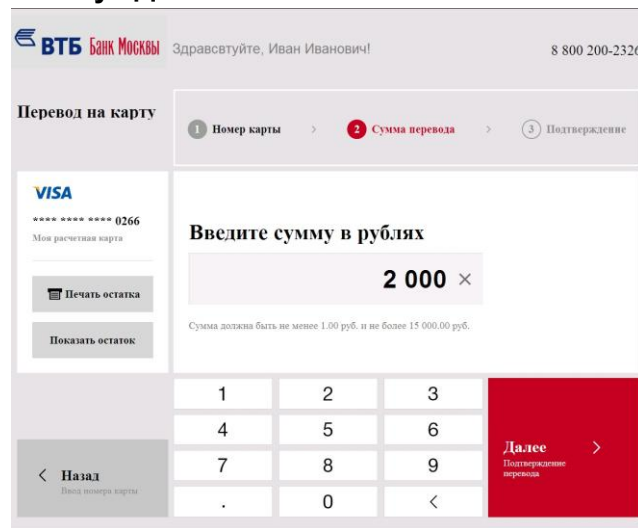 ВТБ Банк Москвы
Здравсвтуйте, Иван Иванович!
8 800 200-2326
Перевод на карту
1 Номер карты > 2 Сумма перевода > 3 Подтверждение
VISA
**** **** **** 0266
Моя расчетная карта
Печать остатка
Показать остаток
Введите сумму в рублях
2 000 ×
Сумма должна быть не менее 1.00 руб. и не более 15 000.00 руб.
1 2 3
4 5 6
7 8 9
. 0 <
< Назад
Ввод номера карты
Далее >
Подтверждение
перевода